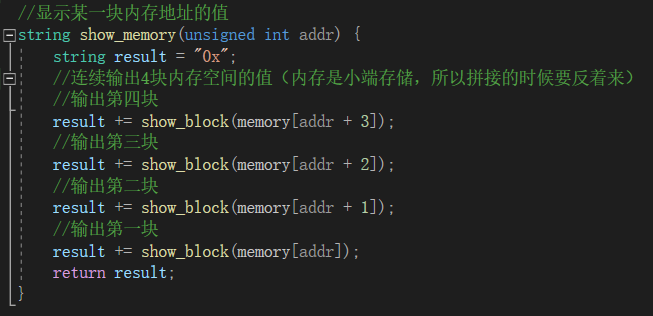 //显示某一块内存地址的值
string show_memory(unsigned int addr) {
string result = "0x";
//连续输出4块内存空间的值（内存是小端存储，所以拼接的时候要反着来）
//输出第四块
result += show_block(memory[addr + 3]);
//输出第三块
result += show_block(memory[addr + 2]);
//输出第二块
result += show_block(memory[addr + 1]);
//输出第一块
result += show_block(memory[addr]);
return result;
}